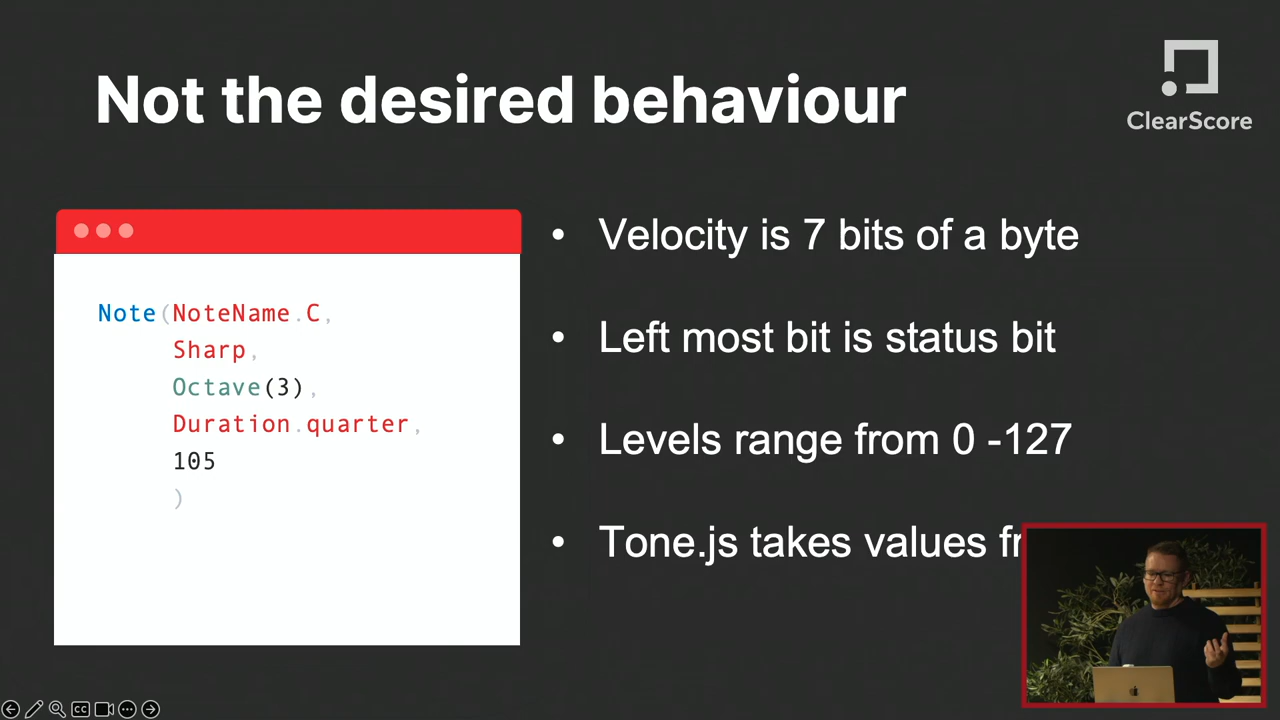 Not the desired behaviour
ClearScore
Note(NoteName.C,
Sharp,
Octave(3),
Duration.quarter,
105
)
• Velocity is 7 bits of a byte
• Left most bit is status bit
• Levels range from 0 -127
• Tone.js takes values
CC